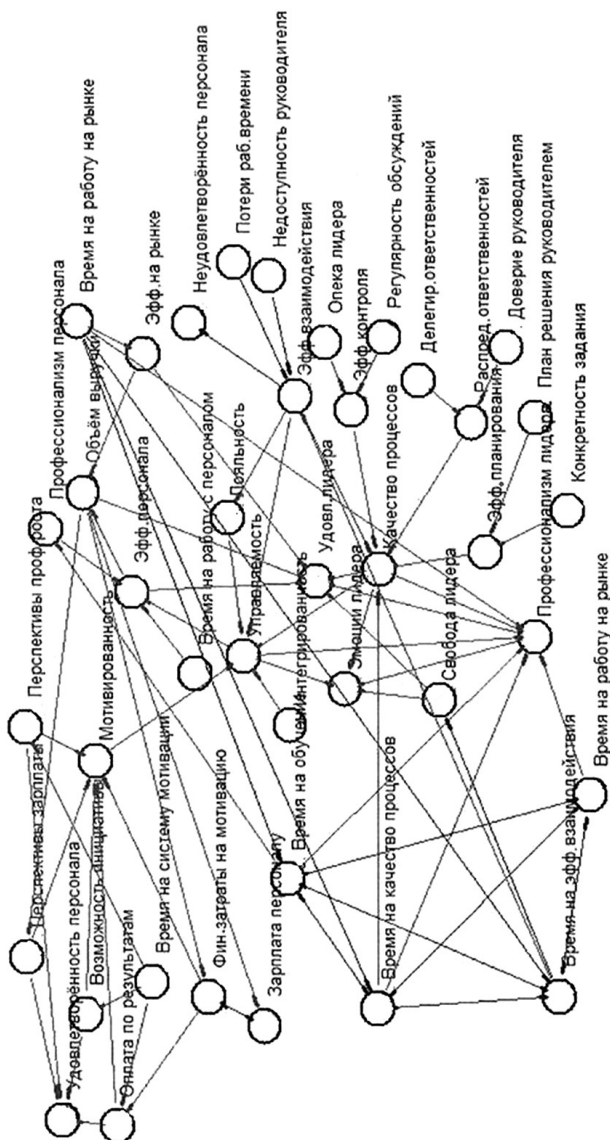 Время на работу на рынке
Профессионализм персонала
Объём выручки
Эфф.на рынке
Неудовлетворённость персонала
Потери раб.времени
Недоступность руководителя
Эфф.взаимодействия
Опека лидера
Эфф.контроля
Регулярность обсуждений
Делегир.ответственностей
Распред.ответственностей
Доверие руководителя
План решения руководителем
Эфф.планирования
Конкретность задания
Перспективы проф.роста
Эфф.персонала
Время на работу с персоналом
Лояльность
Управляемость
Удовл.лидера
Качество процессов
Интегрированность
Эмоции лидера
Свобода лидера
Профессионализм лидера
Мотивированность
Перспективы зарплаты
Удовлетворённость персонала
Возможность инициативы
Время на систему мотивации
Оплата по результатам
Фин.затраты на мотивацию
Зарплата персоналу
Время на обучение
Время на качество процессов
Время на эфф.взаимодействия
Время на работу на рынке